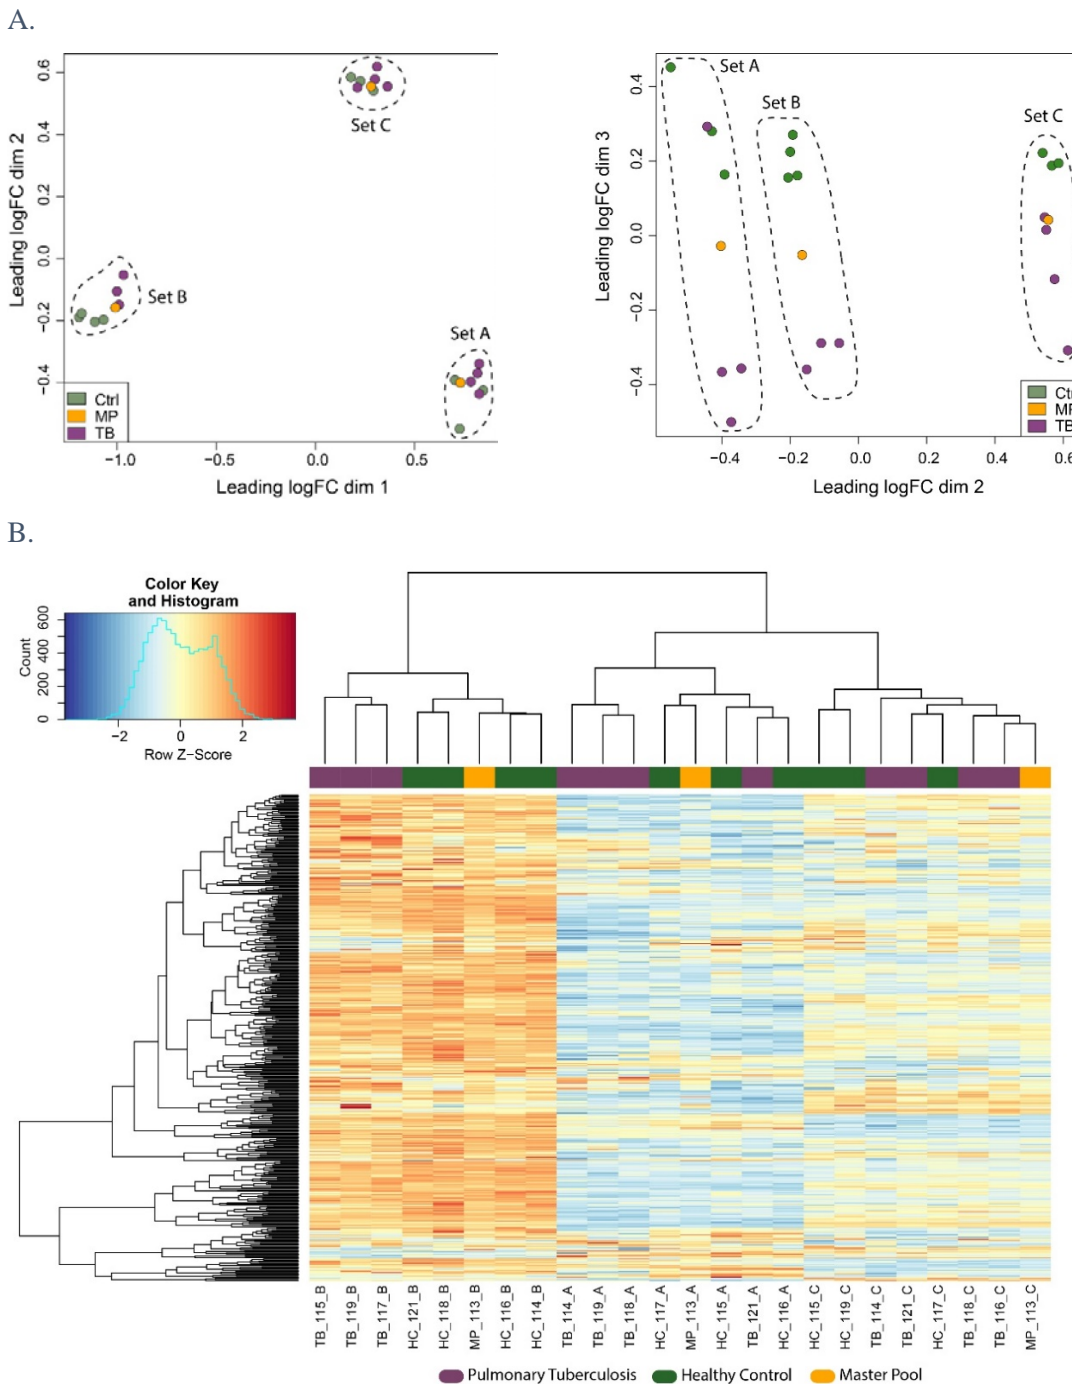 A.
Set C
Set B
Set A
Leading logFC dim 2
0.6
0.4
0.2
0.0
−0.2
−0.4
Ctrl
MP
TB
−1.0 −0.5 0.0 0.5
Leading logFC dim 1
Set A
Set B
Set C
Leading logFC dim 3
0.4
0.2
0.0
−0.2
−0.4
TB
−0.4 −0.2 0.0 0.2 0.4 0.6
Leading logFC dim 2
B.
Color Key
and Histogram
Count
600
400
200
0
−2 0 2
Row Z−Score
TB_115_B
TB_119_B
TB_117_B
HC_121_B
HC_118_B
MP_113_B
HC_116_B
HC_114_B
TB_114_A
TB_119_A
TB_118_A
HC_117_A
MP_113_A
HC_115_A
TB_121_A
HC_116_A
HC_115_C
HC_119_C
TB_114_C
TB_121_C
HC_117_C
TB_118_C
TB_116_C
MP_113_C
Pulmonary Tuberculosis Healthy Control Master Pool